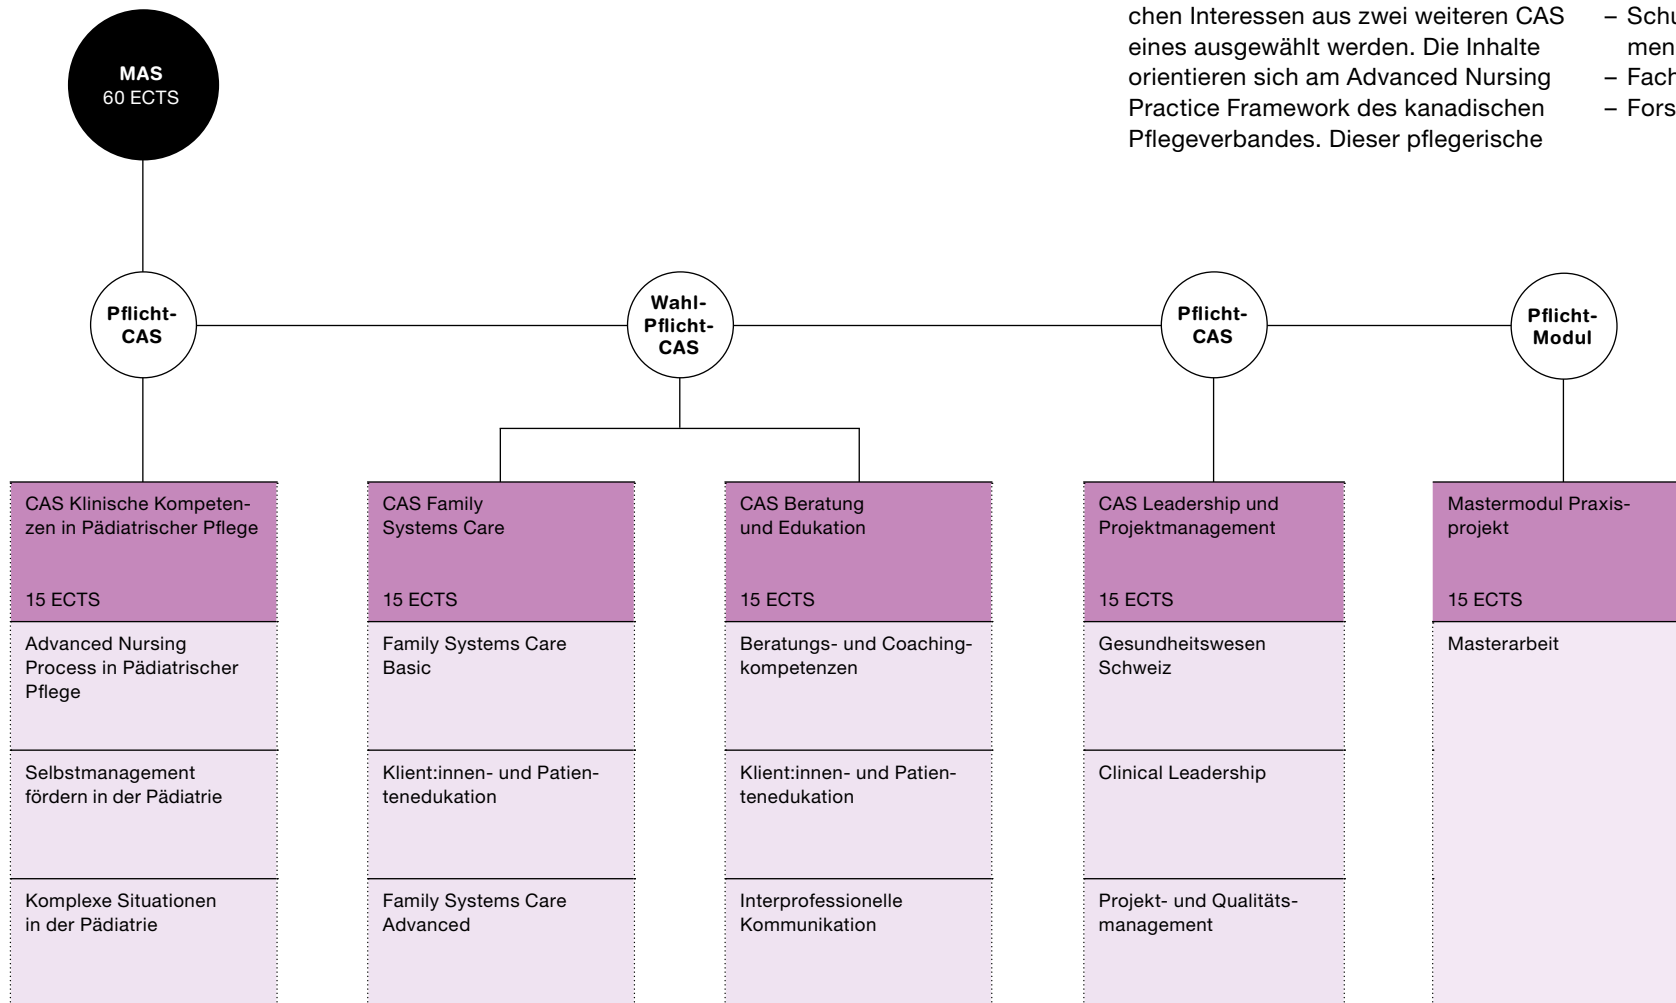 chen Interessen aus zwei weiteren CAS
eines ausgewählt werden. Die Inhalte
orientieren sich am Advanced Nursing
Practice Framework des kanadischen
Pflegeverbandes. Dieser pflegerische
– Schu
men
– Fach
– Fors
MAS
60 ECTS
Pflicht-
CAS
Wahl-
Pflicht-
CAS
Pflicht-
CAS
Pflicht-
Modul
CAS Klinische Kompeten-
zen in Pädiatrischer Pflege
15 ECTS
Advanced Nursing
Process in Pädiatrischer
Pflege
Selbstmanagement
fördern in der Pädiatrie
Komplexe Situationen
in der Pädiatrie
CAS Family
Systems Care
15 ECTS
Family Systems Care
Basic
Klient:innen- und Patien-
tenedukation
Family Systems Care
Advanced
CAS Beratung
und Edukation
15 ECTS
Beratungs- und Coaching-
kompetenzen
Klient:innen- und Patien-
tenedukation
Interprofessionelle
Kommunikation
CAS Leadership und
Projektmanagement
15 ECTS
Gesundheitswesen
Schweiz
Clinical Leadership
Projekt- und Qualitäts-
management
Mastermodul Praxis-
projekt
15 ECTS
Masterarbeit